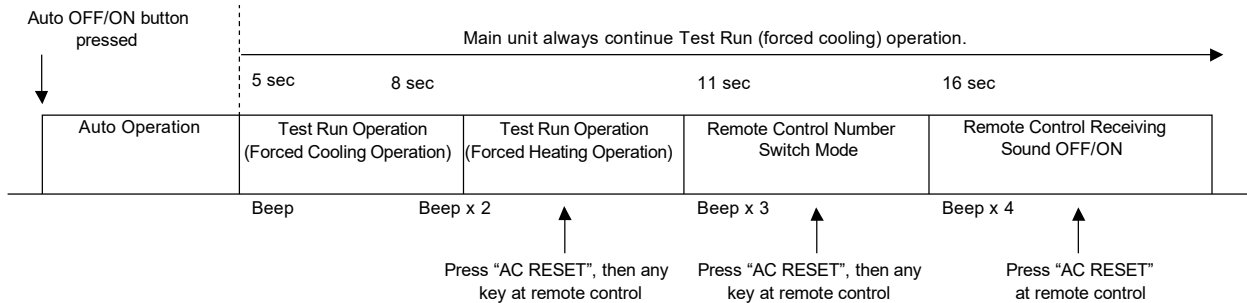 Auto OFF/ON button
pressed
Main unit always continue Test Run (forced cooling) operation.
5 sec
8 sec
11 sec
16 sec
Auto Operation
Test Run Operation
(Forced Cooling Operation)
Test Run Operation
(Forced Heating Operation)
Remote Control Number
Switch Mode
Remote Control Receiving
Sound OFF/ON
Beep
Beep x 2
Beep x 3
Beep x 4
Press “AC RESET”, then any
key at remote control
Press “AC RESET”, then any
key at remote control
Press “AC RESET”
at remote control